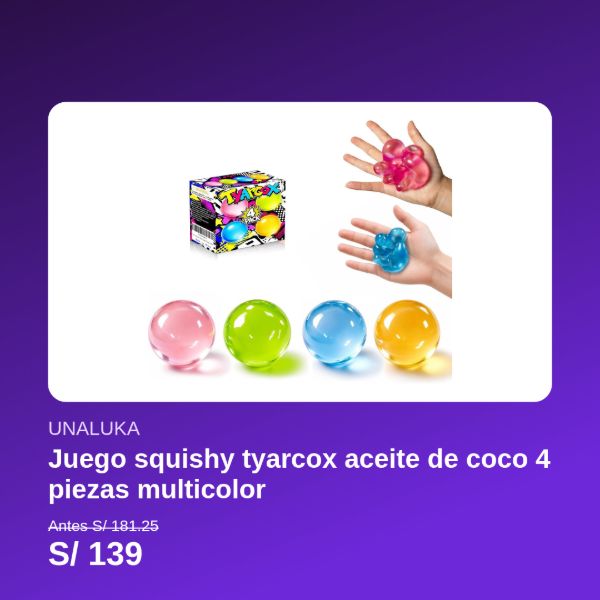 TYARCOX
4
UNALUKA
Juego squishy tyarcox aceite de coco 4
piezas multicolor
Antes S/ 181.25
S/ 139